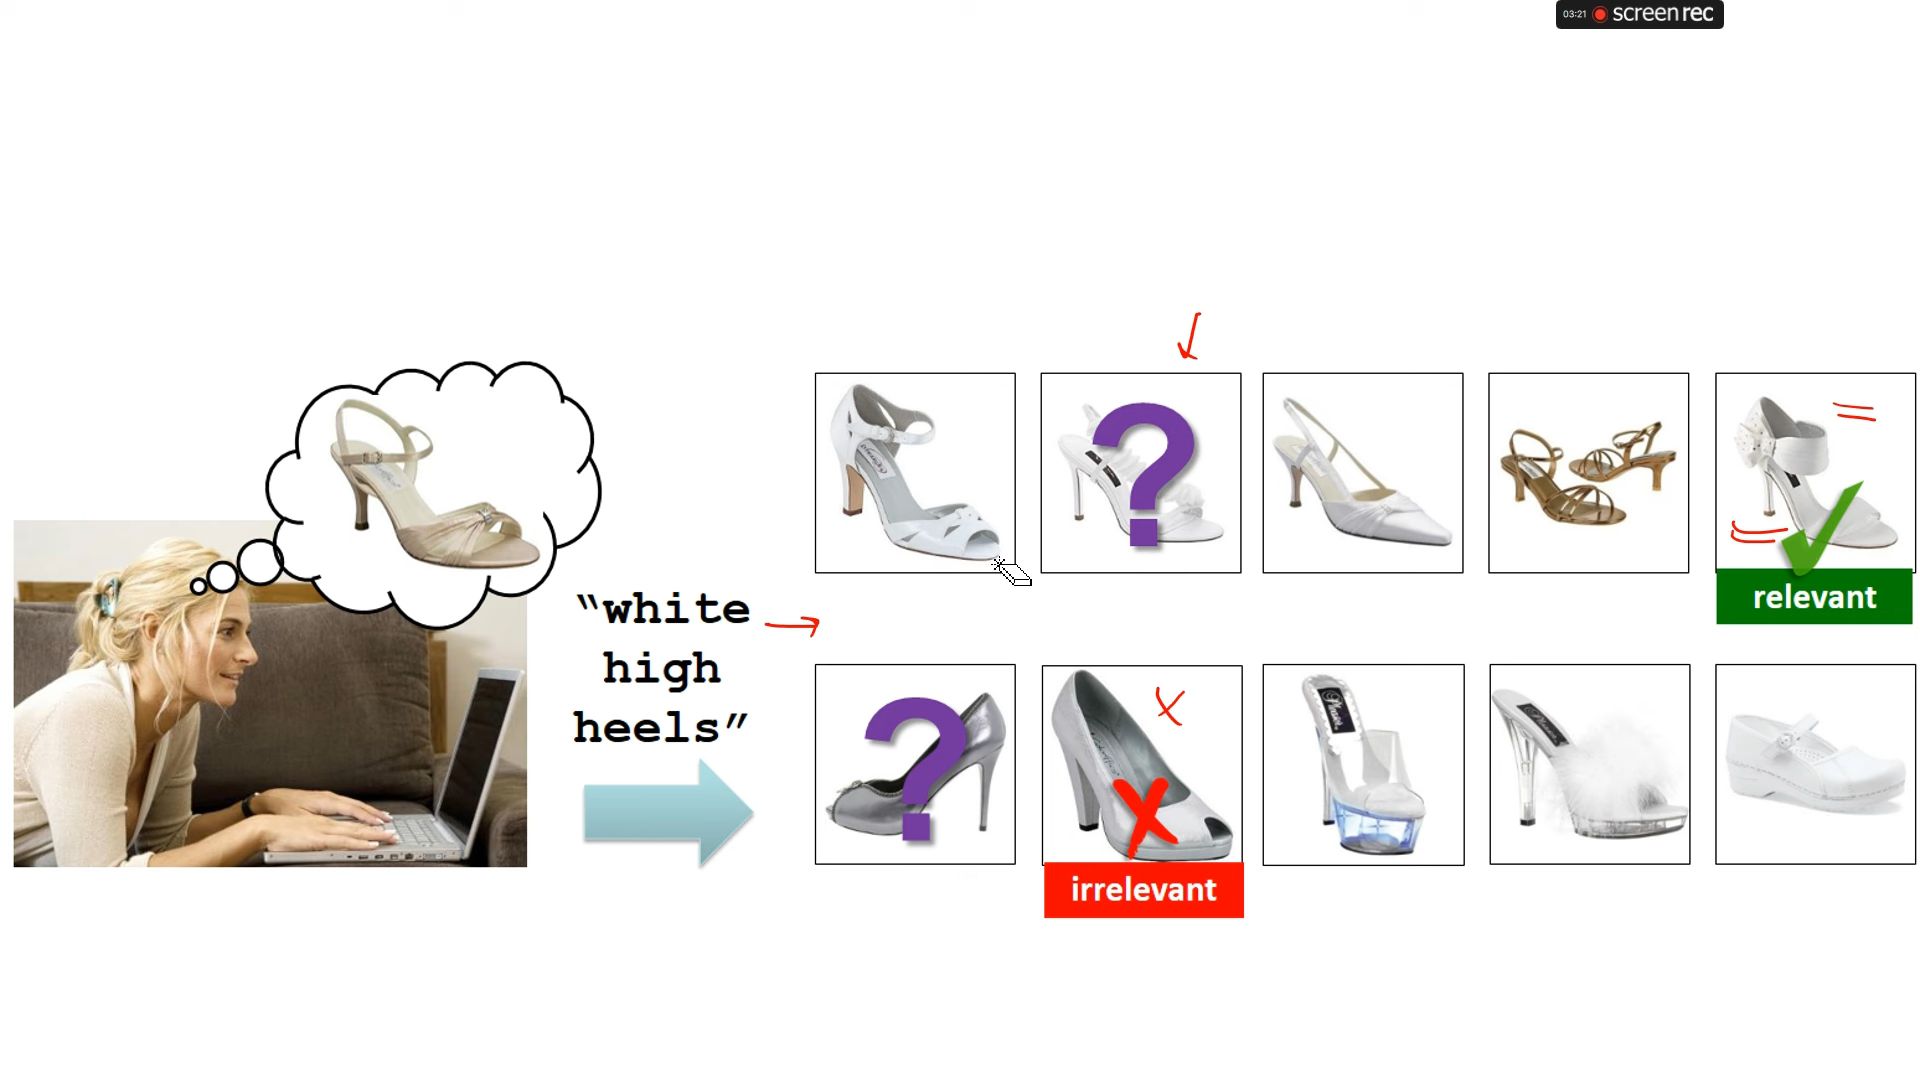 03:21 screenrec
“white
high
heels”
?
relevant
?
irrelevant